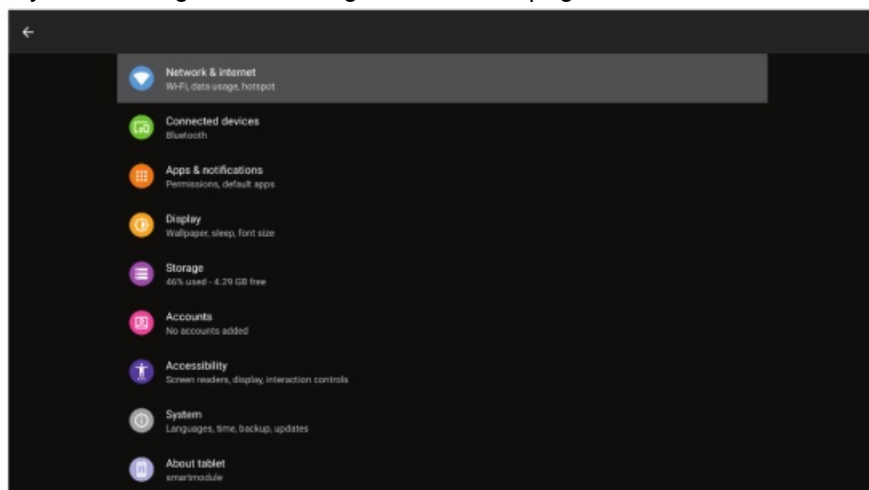 Network & internet
Wi-Fi, data usage, hotspot
Connected devices
Bluetooth
Apps & notifications
Permissions, default apps
Display
Wallpaper, sleep, font size
Storage
46% used - 4.29 GB free
Accounts
No accounts added
Accessibility
Screen readers, display, interaction controls
System
Languages, time, backup, updates
About tablet
smartmodule